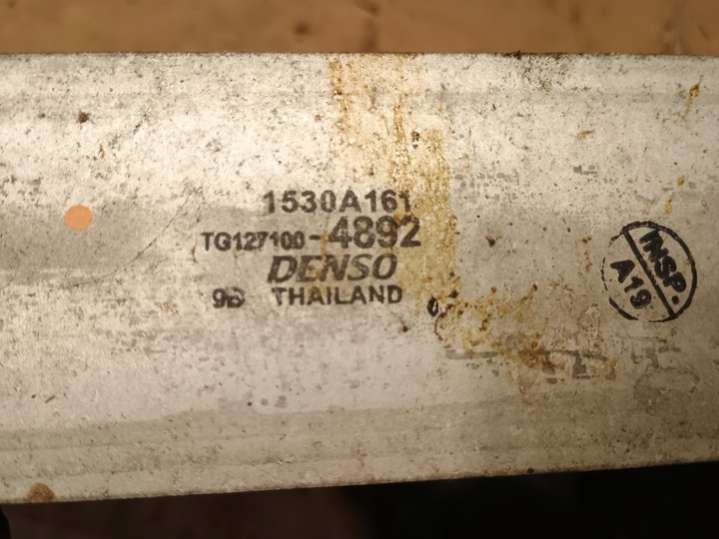 1530A161
TG127100-4892
DENSO
9B THAILAND
INSP.
A19